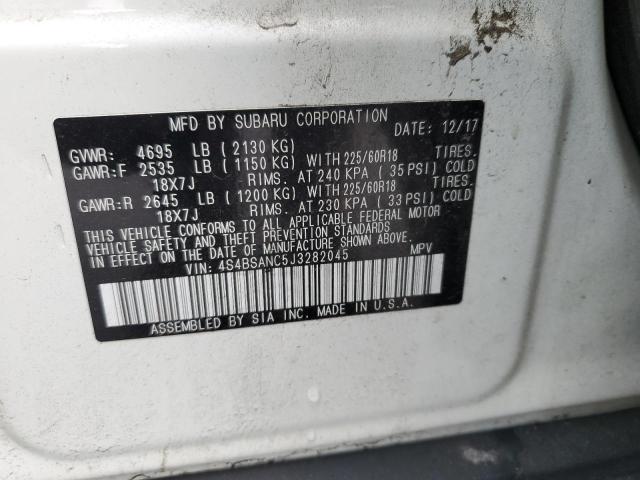 MFD BY SUBARU CORPORATION
DATE: 12/17
GVWR: 4695 LB ( 2130 KG)
GAWR:F 2535 LB ( 1150 KG) WITH 225/60R18 TIRES.
18X7J RIMS. AT 240 KPA ( 35 PSI) COLD
GAWR:R 2645 LB ( 1200 KG) WITH 225/60R18 TIRES.
18X7J RIMS. AT 230 KPA ( 33 PSI) COLD
THIS VEHICLE CONFORMS TO ALL APPLICABLE FEDERAL MOTOR
VEHICLE SAFETY AND THEFT PREVENTION STANDARDS
IN EFFECT ON THE DATE OF MANUFACTURE SHOWN ABOVE.
VIN: 4S4BSANC5J3282045 MPV
ASSEMBLED BY SIA INC. MADE IN U.S.A.